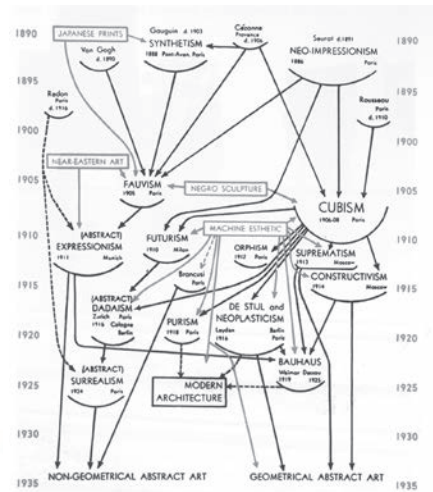 1890
JAPANESE PRINTS
Van Gogh
d. 1890
Gauguin d. 1903
SYNTHETISM
1888 Pont-Aven, Paris
Cézanne
Provence
d. 1906
Seurat d. 1891
NEO-IMPRESSIONISM
1886 Paris
1890
1895
Redon
Paris
d. 1916
Rousseau
Paris
d. 1910
1895
1900
NEAR-EASTERN ART
1900
1905
FAUVISM
1905 Paris
NEGRO SCULPTURE
CUBISM
1906-08 Paris
1905
1910
(ABSTRACT)
EXPRESSIONISM
1911 Munich
FUTURISM
1910 Milan
MACHINE ESTHETIC
ORPHISM
1912 Paris
SUPREMATISM
1913 Moscow
1910
Brancusi
Paris
CONSTRUCTIVISM
1914 Moscow
1915
(ABSTRACT)
DADAISM
Zurich Paris
1916 Cologne
Berlin
PURISM
1918 Paris
DE STIJL and
NEOPLASTICISM
Leyden Berlin
1916 Paris
1915
1920
BAUHAUS
Weimar Dessau
1919 1925
1920
1925
(ABSTRACT)
SURREALISM
1924 Paris
MODERN
ARCHITECTURE
1925
1930
1930
1935
NON-GEOMETRICAL ABSTRACT ART
GEOMETRICAL ABSTRACT ART
1935